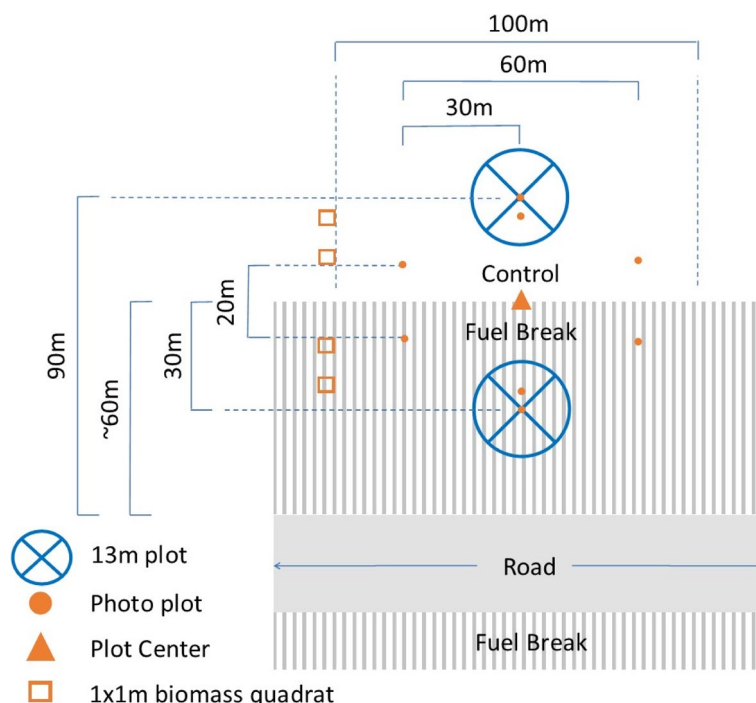 100m
60m
30m
Control
20m
Fuel Break
90m
~60m
30m
13m plot
Road
Photo plot
Plot Center
Fuel Break
1x1m biomass quadrat